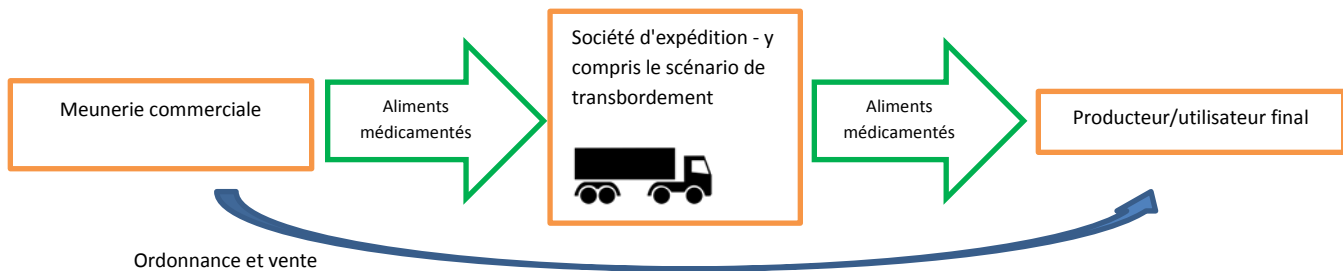 Meunerie commerciale
Aliments
médicamentés
Société d'expédition - y
compris le scénario de
transbordement
Aliments
médicamentés
Producteur/utilisateur final
Ordonnance et vente